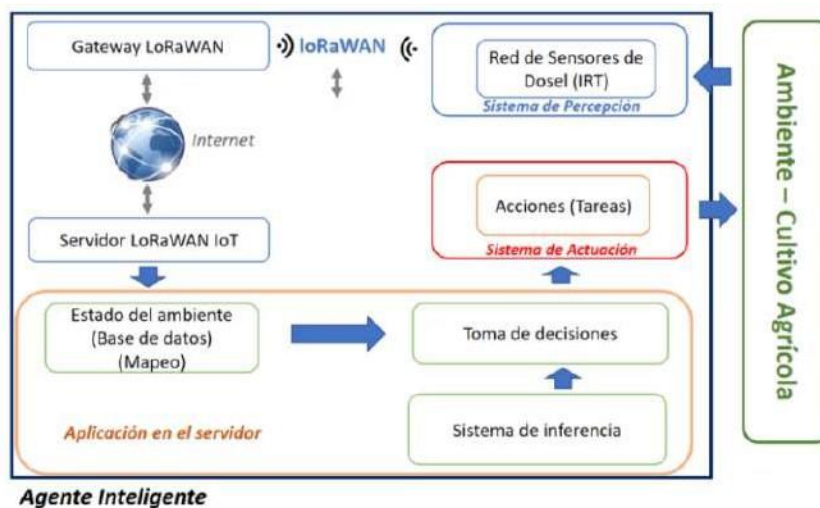 Gateway LoRaWAN
loRaWAN
Red de Sensores de
Dosel (IRT)
Sistema de Percepción
Internet
Acciones (Tareas)
Sistema de Actuación
Servidor LoRaWAN IoT
Estado del ambiente
(Base de datos)
(Mapeo)
Toma de decisiones
Aplicación en el servidor
Sistema de inferencia
Ambiente – Cultivo Agrícola
Agente Inteligente